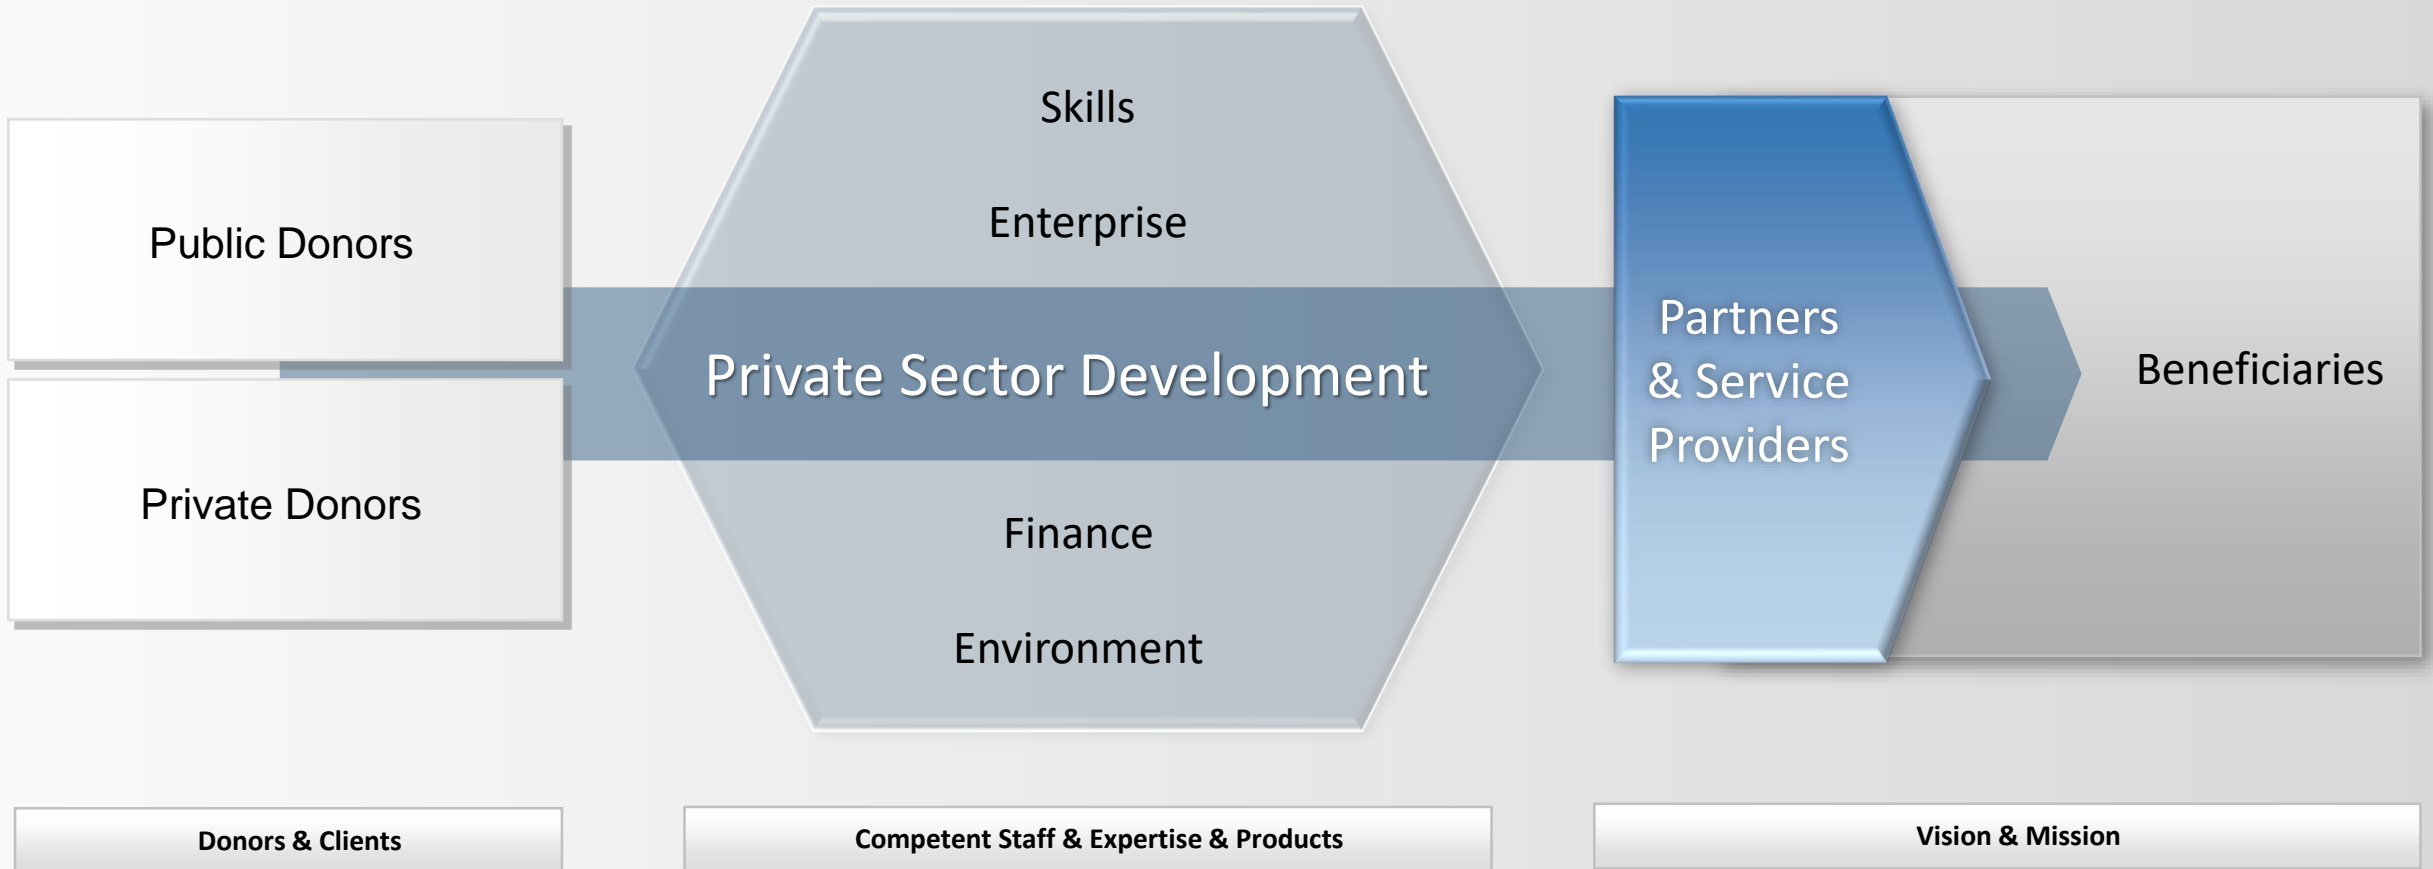 Public Donors
Private Donors
Skills
Enterprise
Private Sector Development
Finance
Environment
Partners
& Service
Providers
Beneficiaries
Donors & Clients
Competent Staff & Expertise & Products
Vision & Mission